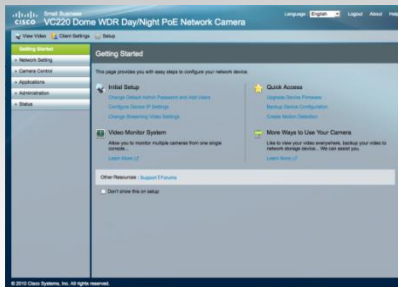 Small Business
CISCO VC220 Dome WDR Day/Night PoE Network Camera
Language: English Logout About Help
View Video Client Settings Setup
Getting Started
Network Setting
Camera Control
Applications
Administration
Status
Getting Started
This page provides you with easy steps to configure your network device.
Initial Setup
Change Default Admin Password and Add Users
Configure Device IP Settings
Change Streaming Video Settings
Quick Access
Upgrade Device Firmware
Backup Device Configuration
Create Motion Detection
Video Monitor System
Allow you to monitor multiple cameras from one single
console...
Learn More
More Ways to Use Your Camera
Like to view your video everywhere, backup your video to
network storage device... We can assist you.
Learn More
Other Resources: Support | Forums
Don't show this on setup
© 2010 Cisco Systems, Inc. All rights reserved.